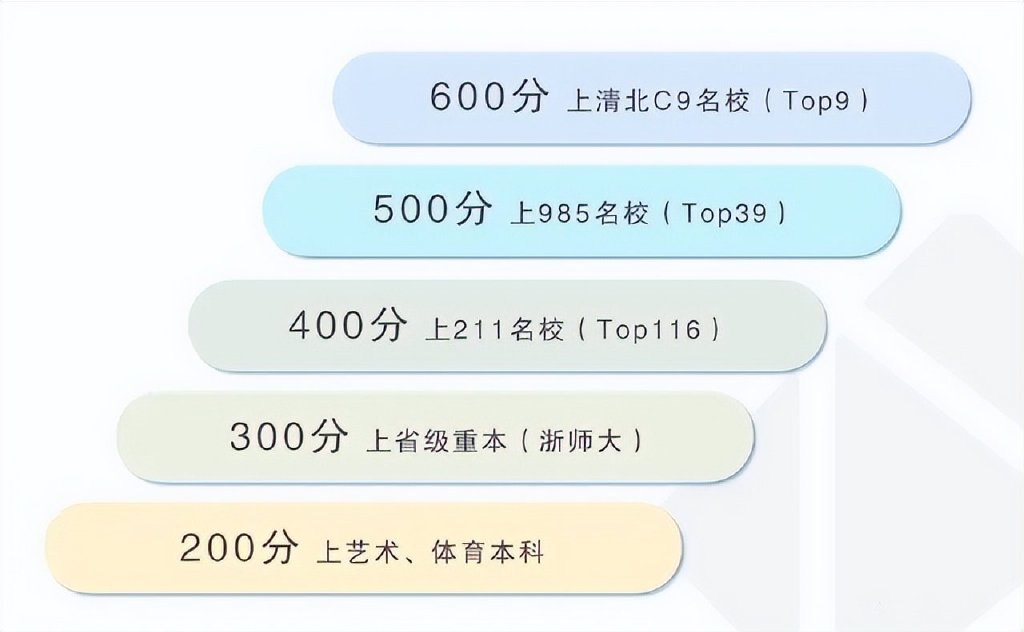 600分 上清北C9名校（Top9）
500分 上985名校（Top39）
400分 上211名校（Top116）
300分 上省级重本（浙师大）
200分 上艺术、体育本科